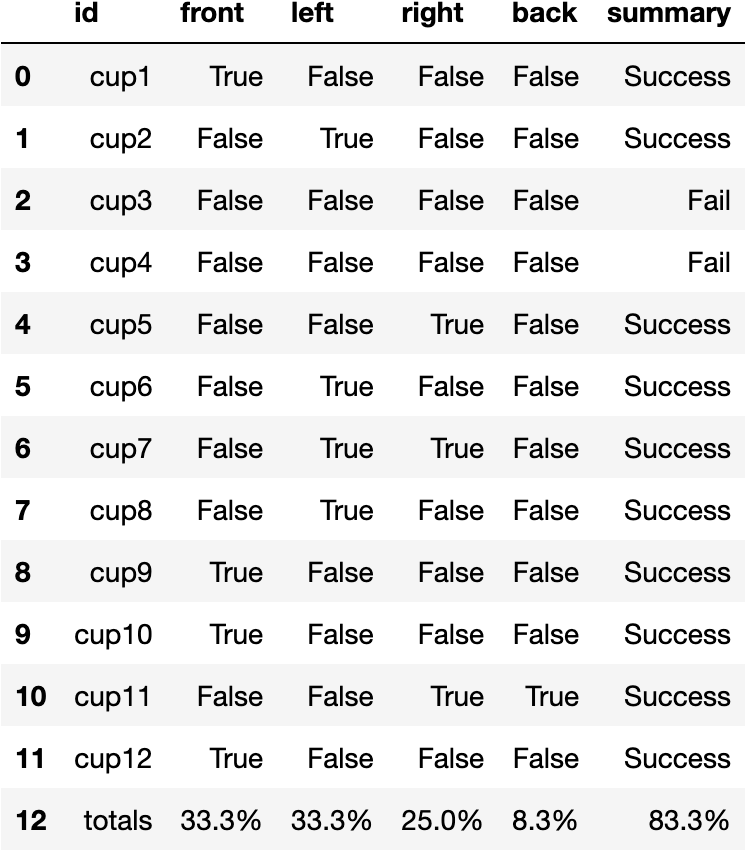 id front left right back summary
0 cup1 True False False False Success
1 cup2 False True False False Success
2 cup3 False False False False Fail
3 cup4 False False False False Fail
4 cup5 False False True False Success
5 cup6 False True False False Success
6 cup7 False True True False Success
7 cup8 False True False False Success
8 cup9 True False False False Success
9 cup10 True False False False Success
10 cup11 False False True True Success
11 cup12 True False False False Success
12 totals 33.3% 33.3% 25.0% 8.3% 83.3%